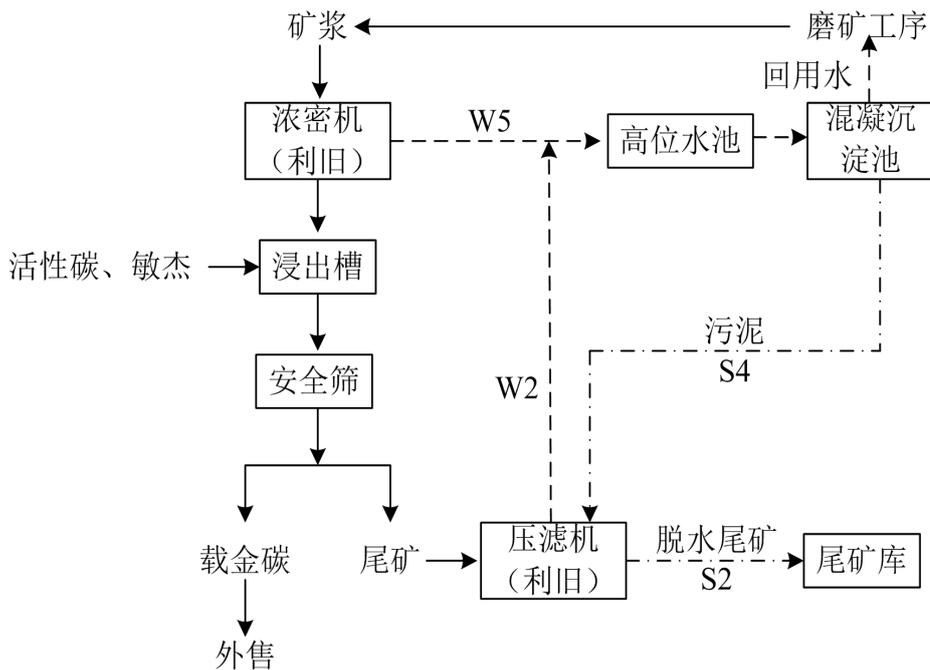 矿浆
磨矿工序
回用水
浓密机
（利旧）
W5
高位水池
混凝沉
淀池
活性碳、敏杰
浸出槽
污泥
S4
安全筛
W2
载金碳
尾矿
压滤机
（利旧）
脱水尾矿
S2
尾矿库
外售